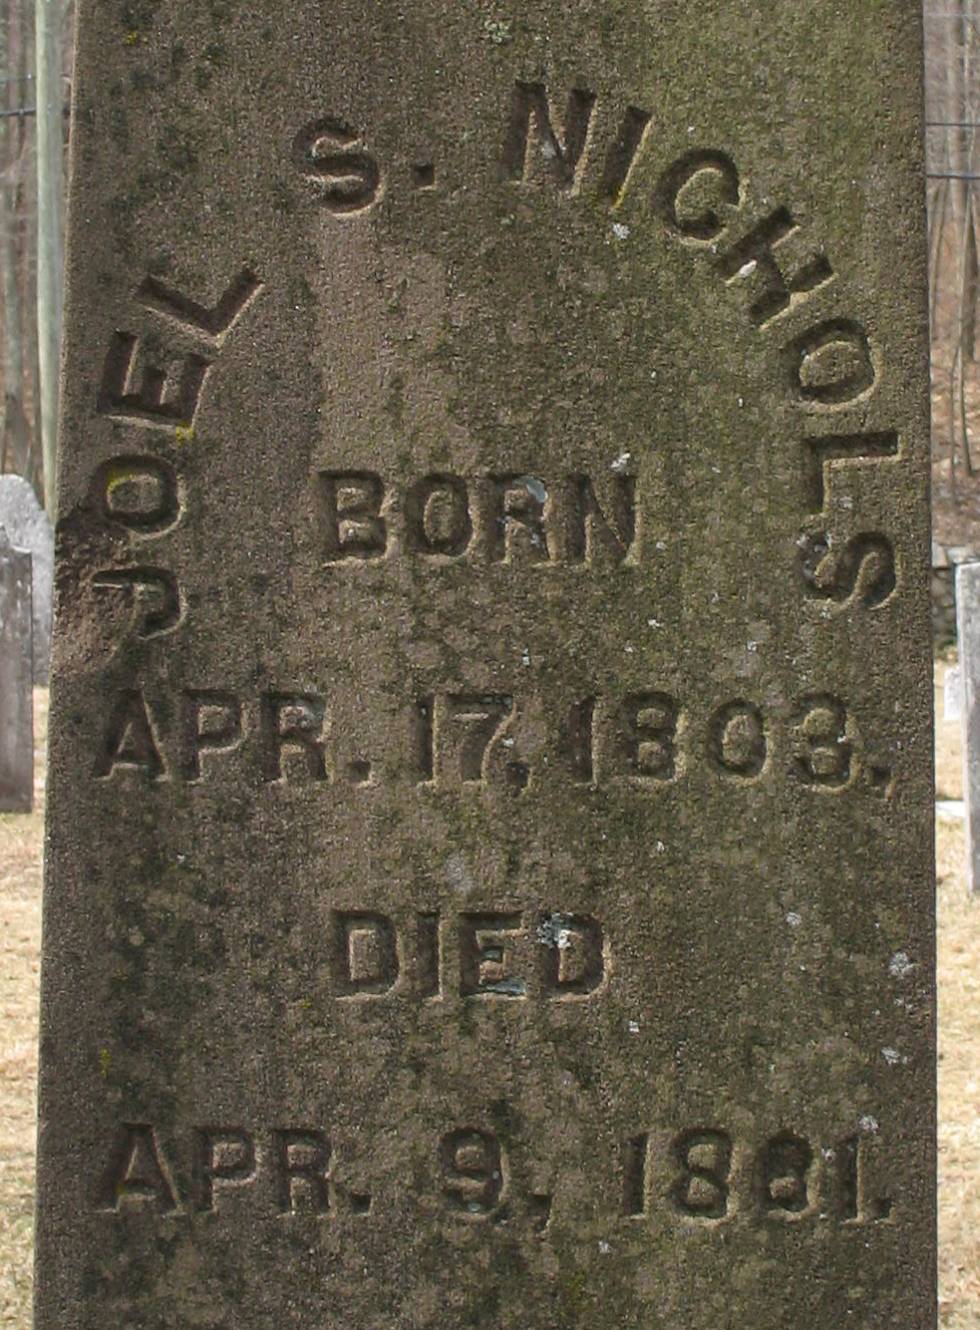 JOEL S. NICHOLS
BORN
APR. 17, 1803.
DIED
APR. 9, 1881.